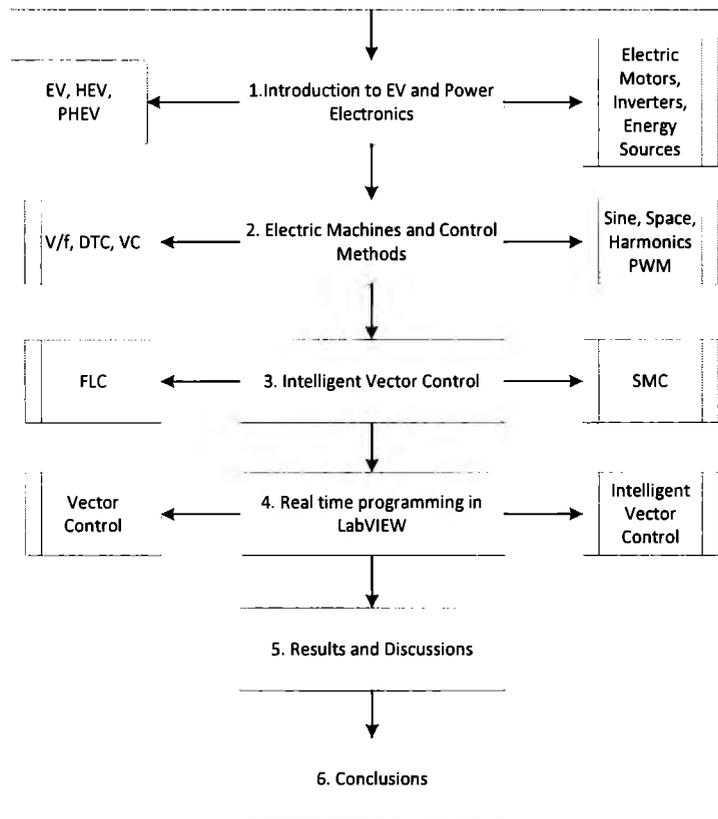 EV, HEV,
PHEV
1.Introduction to EV and Power
Electronics
Electric
Motors,
Inverters,
Energy
Sources
V/f, DTC, VC
2. Electric Machines and Control
Methods
Sine, Space,
Harmonics
PWM
FLC
3. Intelligent Vector Control
SMC
Vector
Control
4. Real time programming in
LabVIEW
Intelligent
Vector
Control
5. Results and Discussions
6. Conclusions